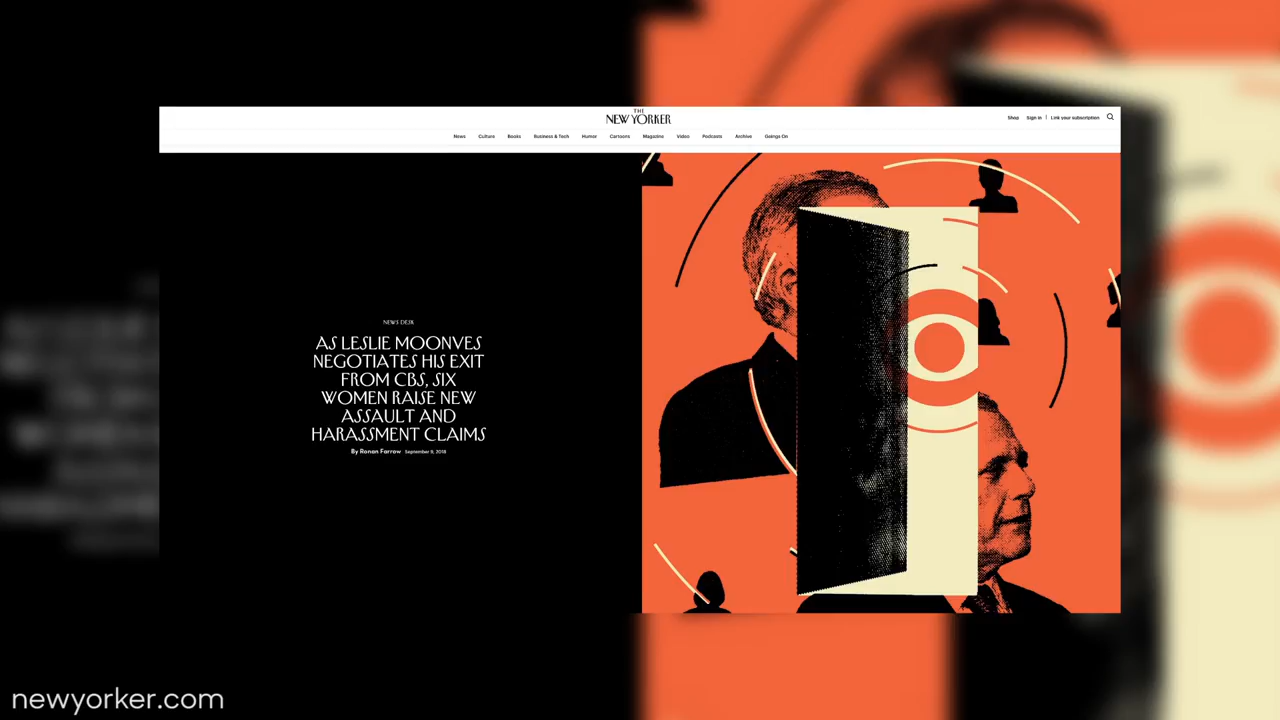 THE
NEW YORKER
Shop Sign in Link your subscription
News Culture Books Business & Tech Humor Cartoons Magazine Video Podcasts Archive Goings On
NEWS DESK
AS LESLIE MOONVES
NEGOTIATES HIS EXIT
FROM CBS, SIX
WOMEN RAISE NEW
ASSAULT AND
HARASSMENT CLAIMS
By Ronan Farrow September 9, 2018
newyorker.com